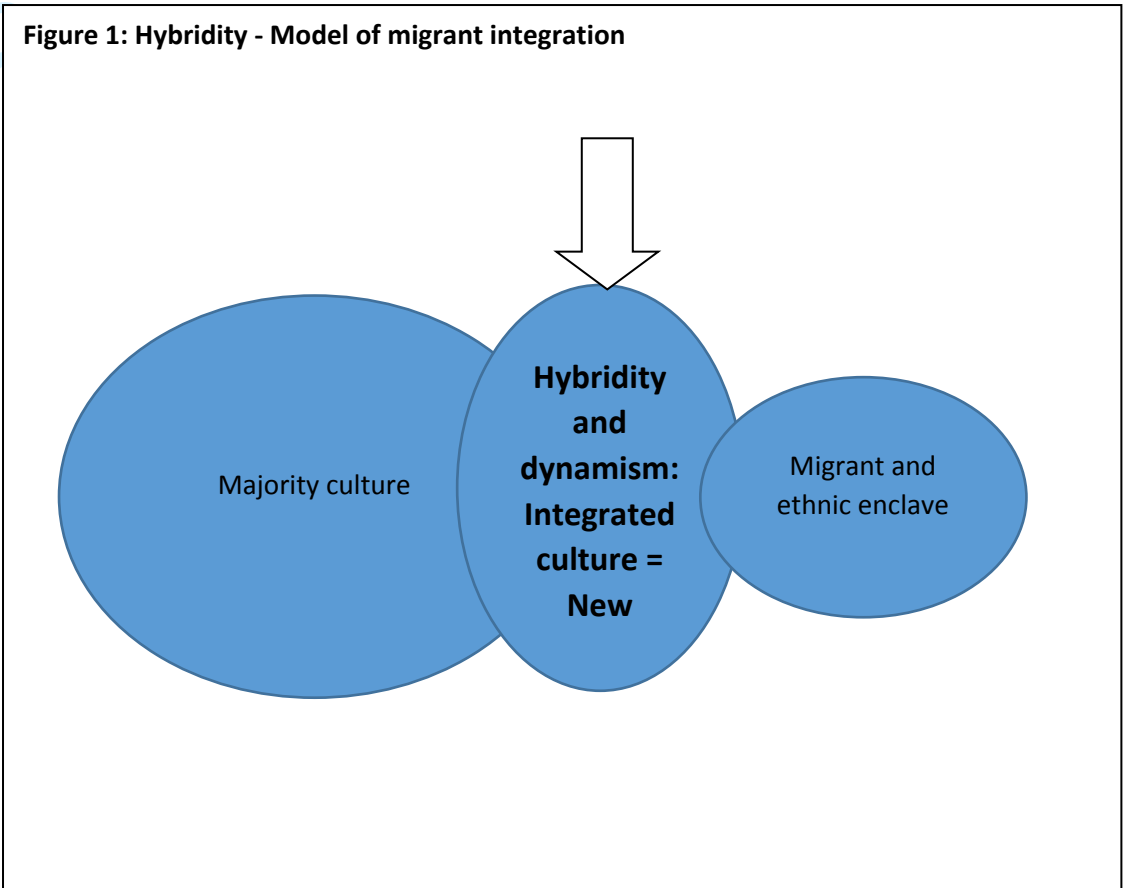 Figure 1: Hybridity - Model of migrant integration
Majority culture
Hybridity
and
dynamism:
Integrated
culture =
New
Migrant and
ethnic enclave